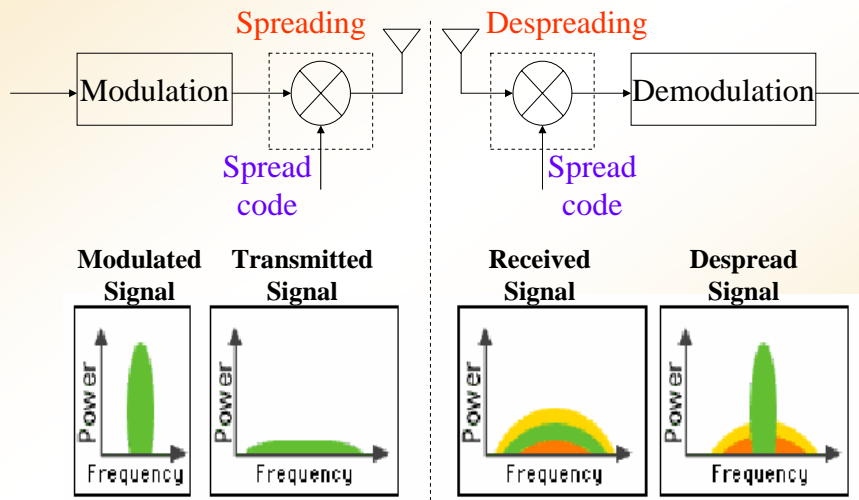 Spreading
Despreading
Modulation
Demodulation
Spread
code
Spread
code
Modulated
Signal
Transmitted
Signal
Received
Signal
Despread
Signal
Power
Frequency
Power
Frequency
Power
Frequency
Power
Frequency